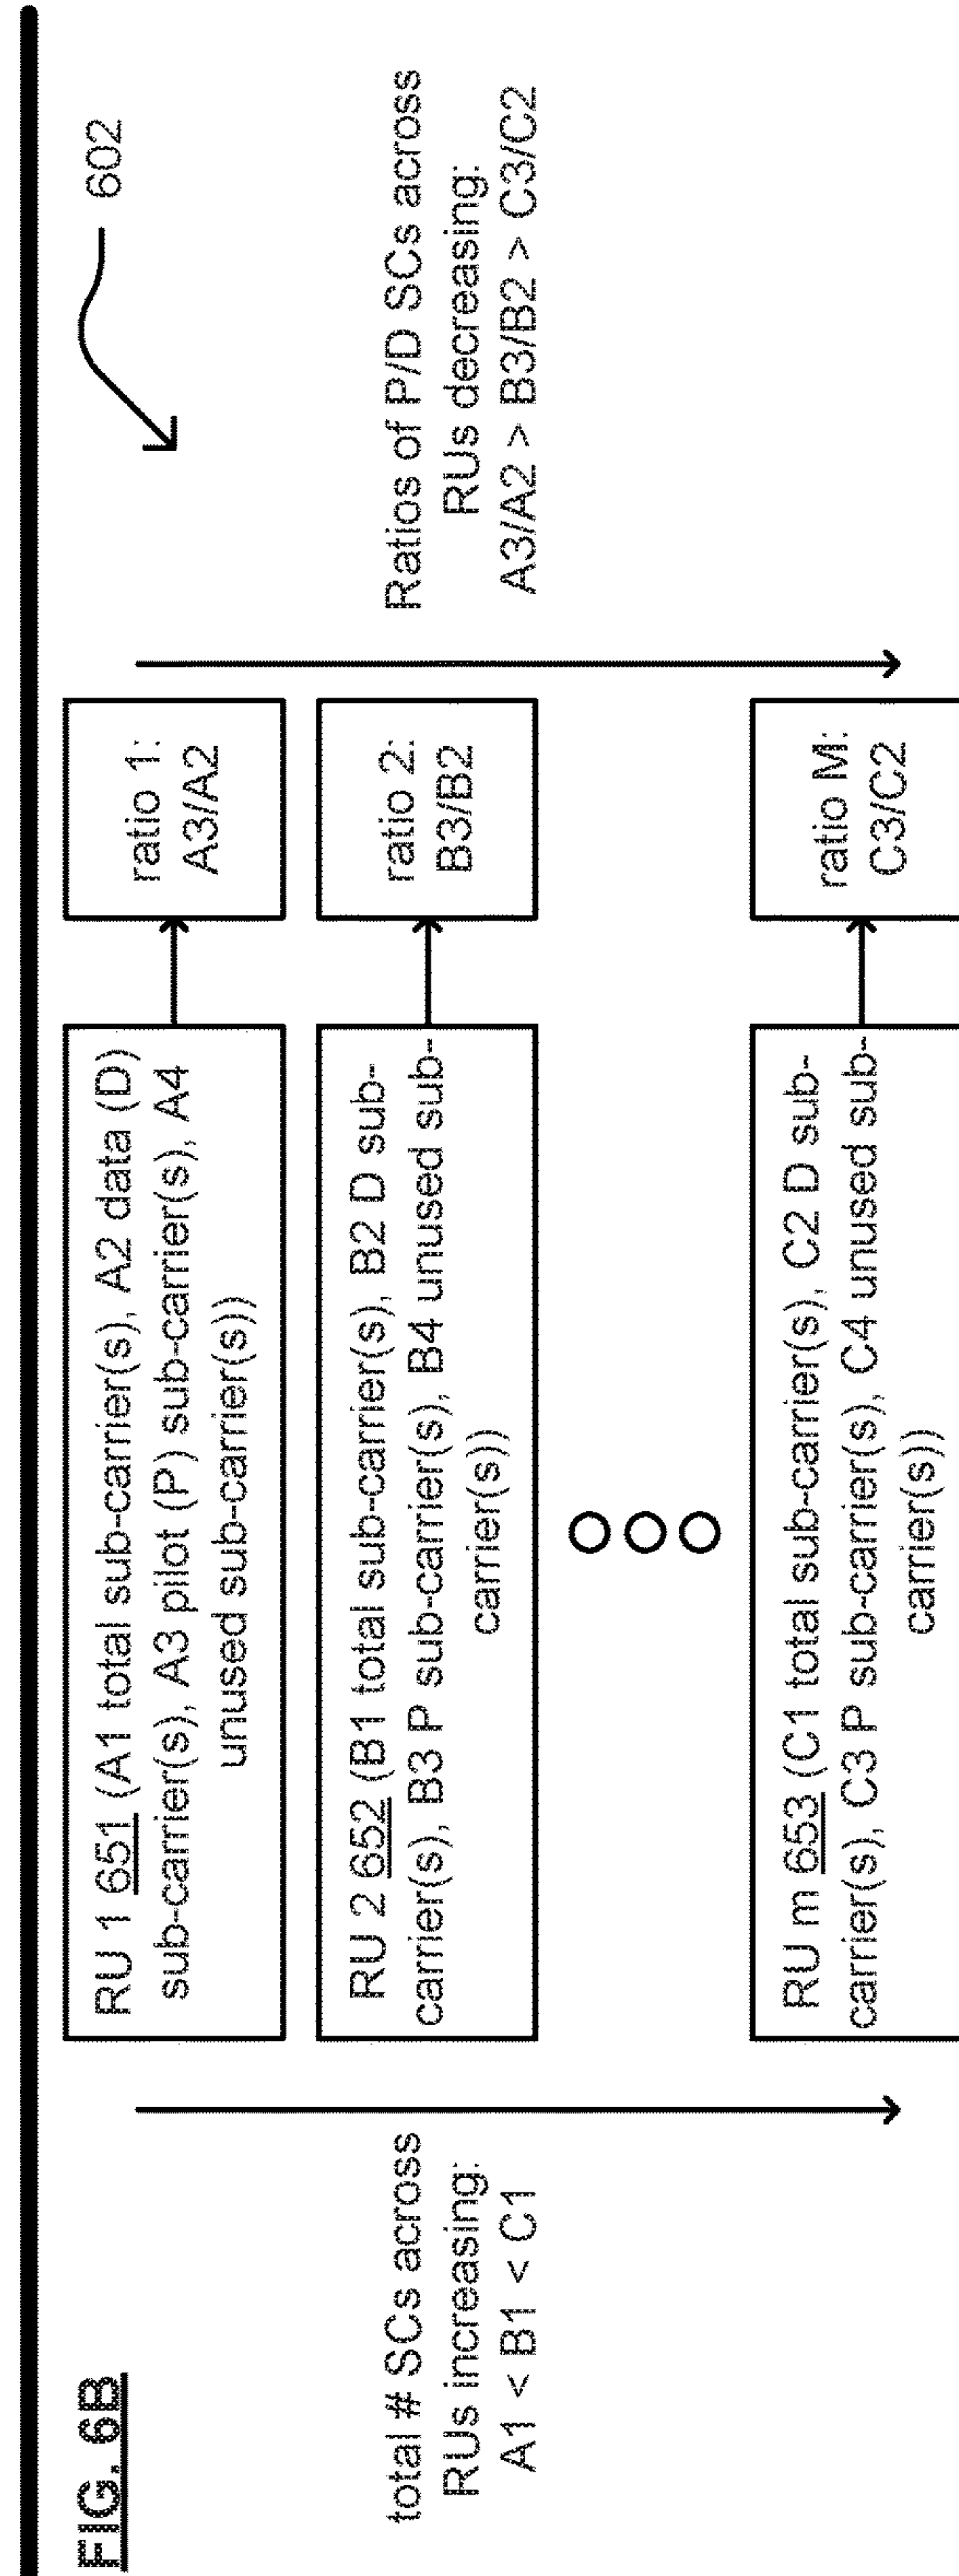 FIG. 6B
602
total # SCs across
RUs increasing:
A1 < B1 < C1
RU 1 651 (A1 total sub-carrier(s), A2 data (D)
sub-carrier(s), A3 pilot (P) sub-carrier(s), A4
unused sub-carrier(s))
ratio 1:
A3/A2
RU 2 652 (B1 total sub-carrier(s), B2 D sub-
carrier(s), B3 P sub-carrier(s), B4 unused sub-
carrier(s))
ratio 2:
B3/B2
RU m 653 (C1 total sub-carrier(s), C2 D sub-
carrier(s), C3 P sub-carrier(s), C4 unused sub-
carrier(s))
ratio M:
C3/C2
Ratios of P/D SCs across
RUs decreasing:
A3/A2 > B3/B2 > C3/C2